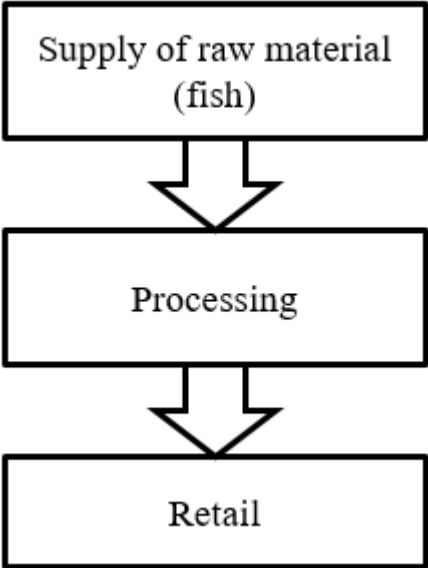 Supply of raw material
(fish)
Processing
Retail